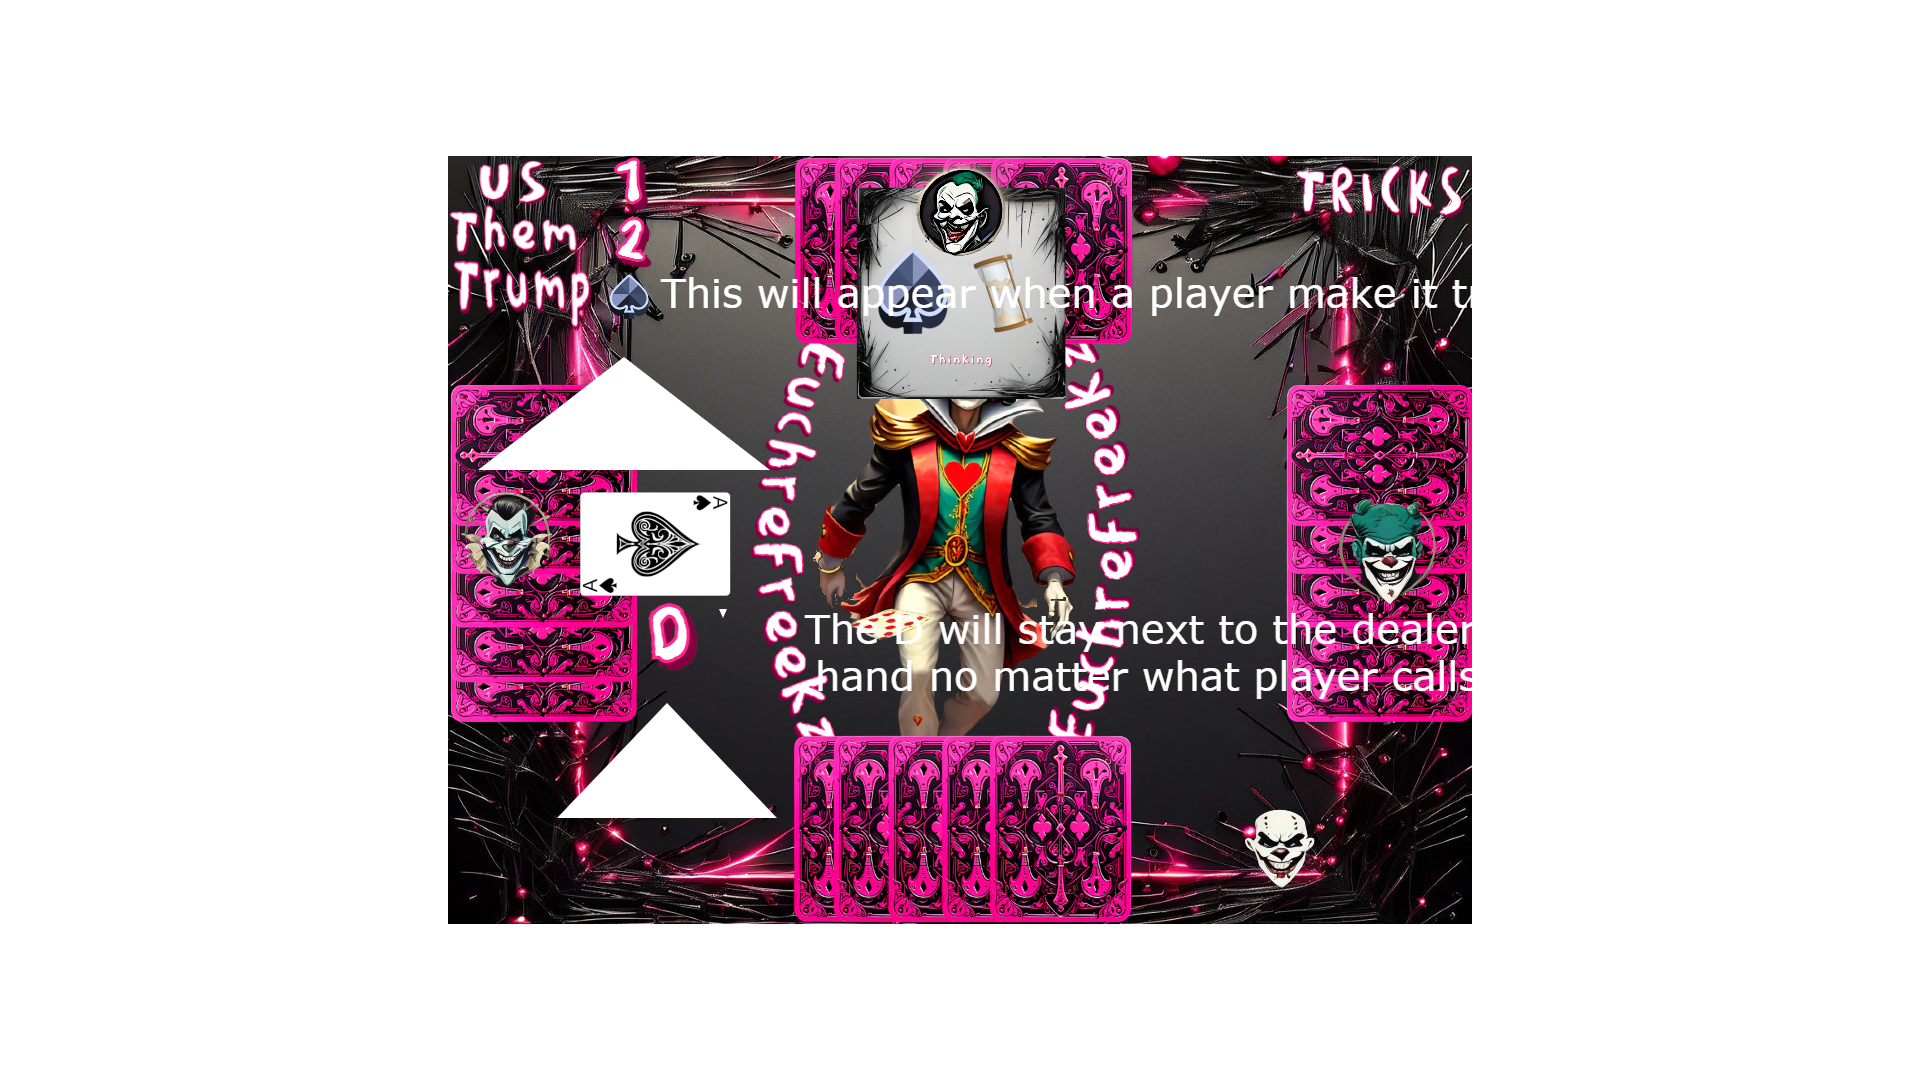 US 1
TRICKS
Them 2
Trump
This will appear when a player make it
Thinking
Euchrefreekz
Euchrefreekz
A
A
D
The D will stay next to the dealer
hand no matter what player calls